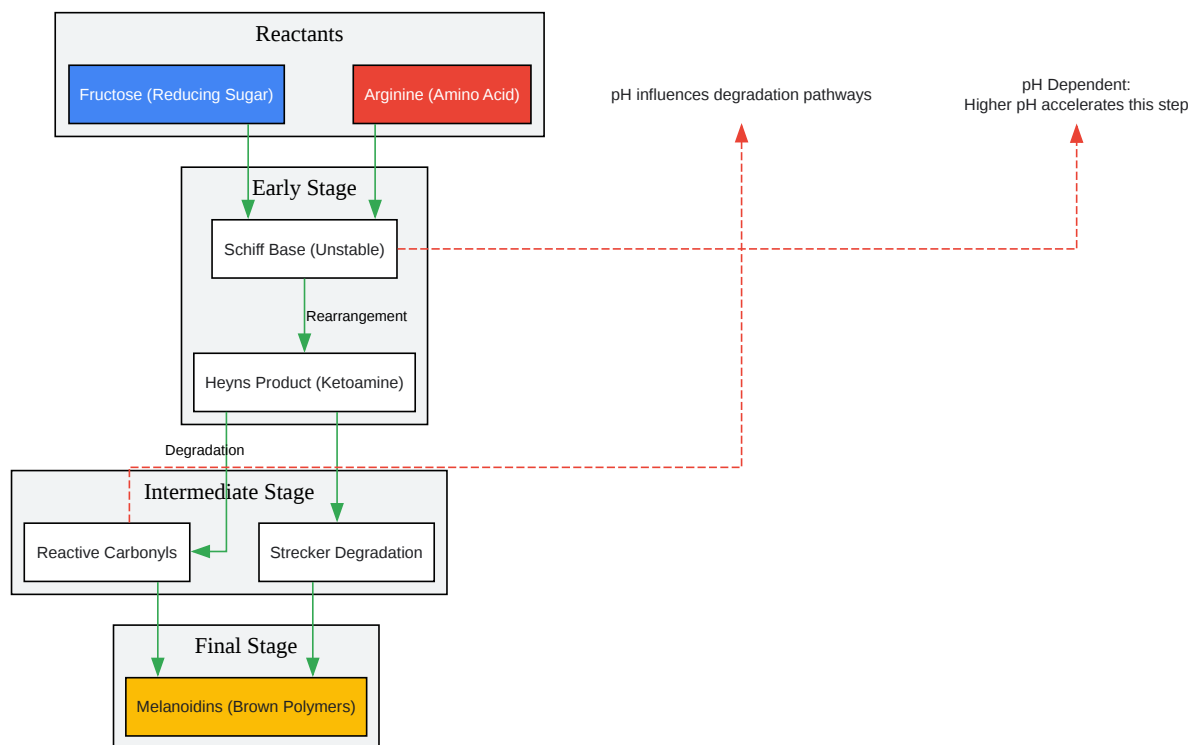 Reactants
Fructose (Reducing Sugar)
Arginine (Amino Acid)
pH influences degradation pathways
pH Dependent:
Higher pH accelerates this step
Early Stage
Schiff Base (Unstable)
Rearrangement
Heyns Product (Ketoamine)
Degradation
Intermediate Stage
Reactive Carbonyls
Strecker Degradation
Final Stage
Melanoidins (Brown Polymers)